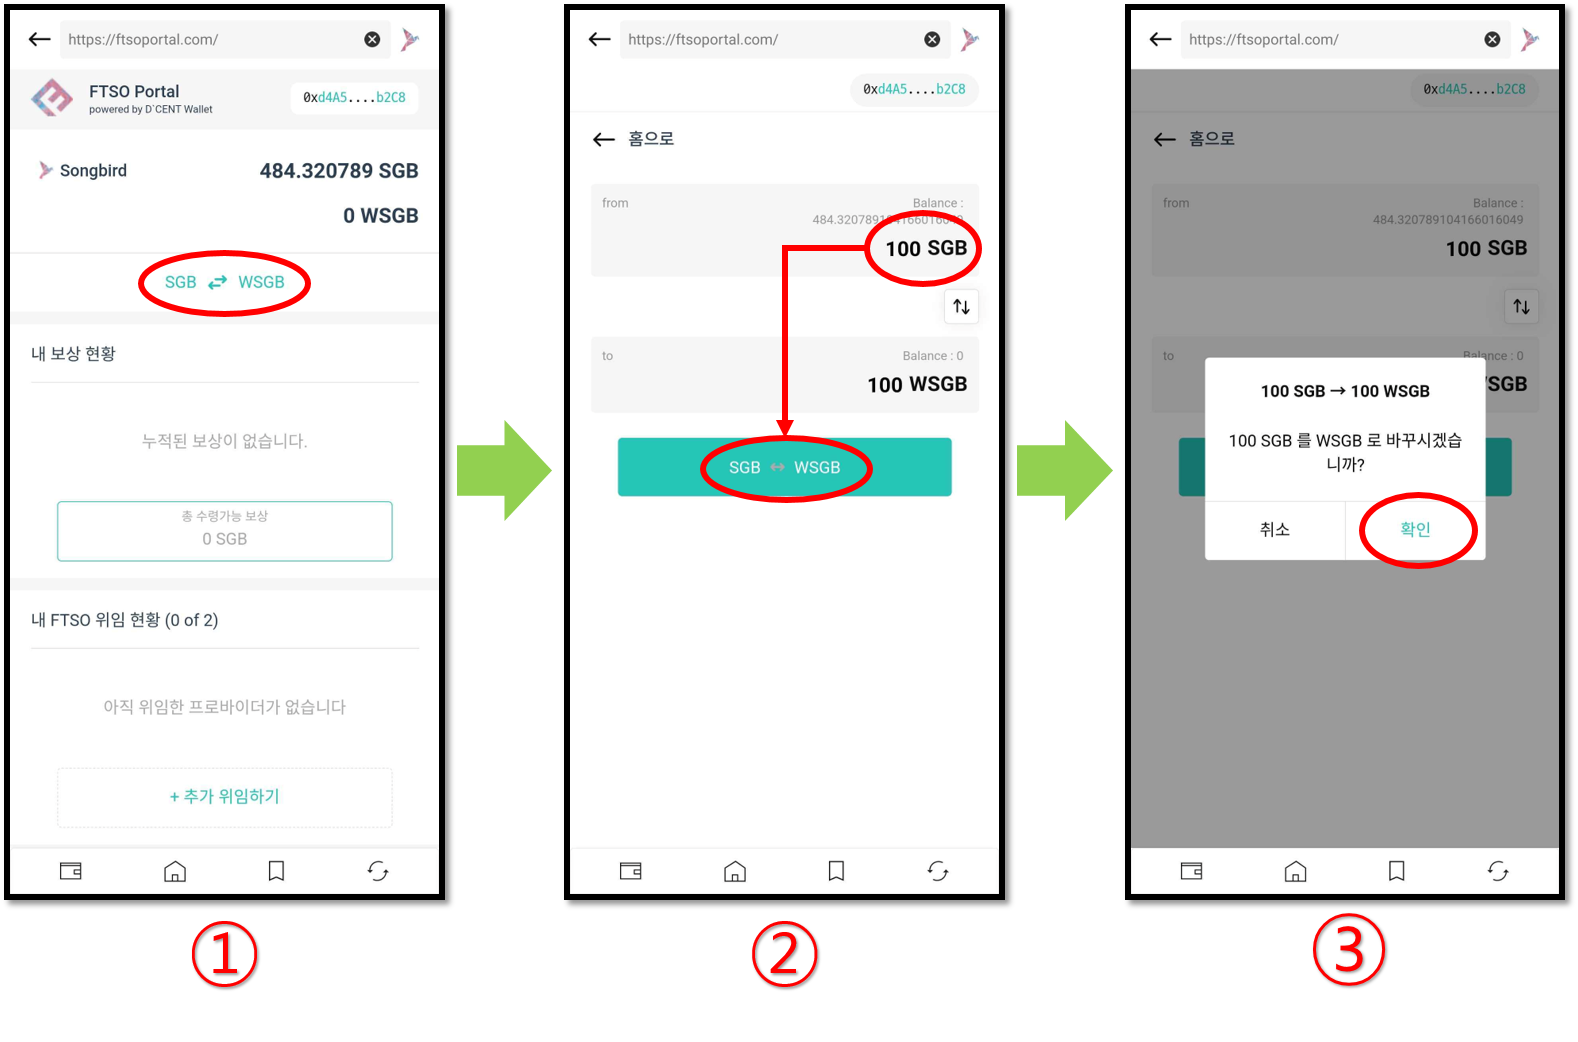 https://ftsoportal.com/
FTSO Portal
powered by D`CENT Wallet
0xd4A5....b2C8
Songbird
484.320789 SGB
0 WSGB
SGB ⇄ WSGB
내 보상 현황
누적된 보상이 없습니다.
총 수령가능 보상
0 SGB
내 FTSO 위임 현황 (0 of 2)
아직 위임한 프로바이더가 없습니다
+ 추가 위임하기
①
https://ftsoportal.com/
0xd4A5....b2C8
← 홈으로
from
Balance :
484.320789104166016049
100 SGB
to
Balance : 0
100 WSGB
SGB ↔ WSGB
②
https://ftsoportal.com/
0xd4A5....b2C8
← 홈으로
from
Balance :
484.320789104166016049
100 SGB
to
Balance : 0
WSGB
100 SGB → 100 WSGB
100 SGB 를 WSGB 로 바꾸시겠습
니까?
취소
확인
③